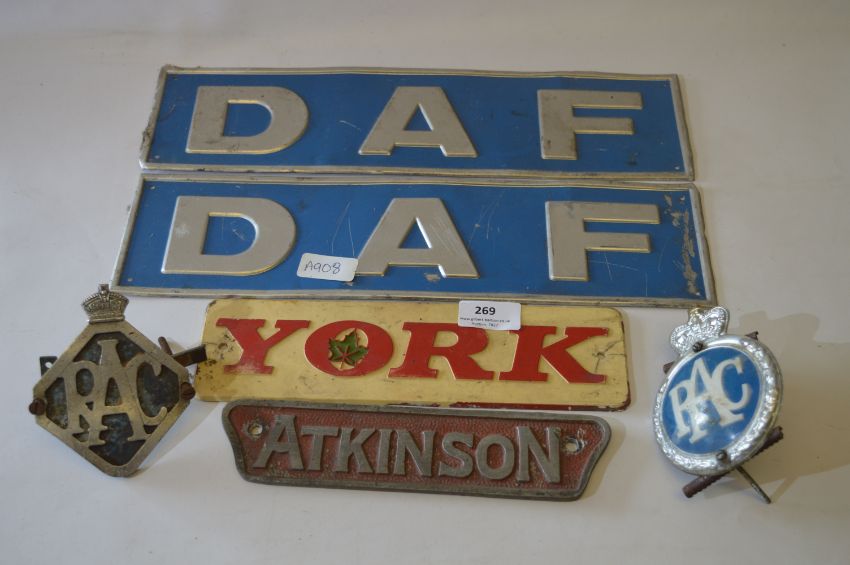 DAF
DAF
A908
269
YORK
ATKINSON
RAC
RAC